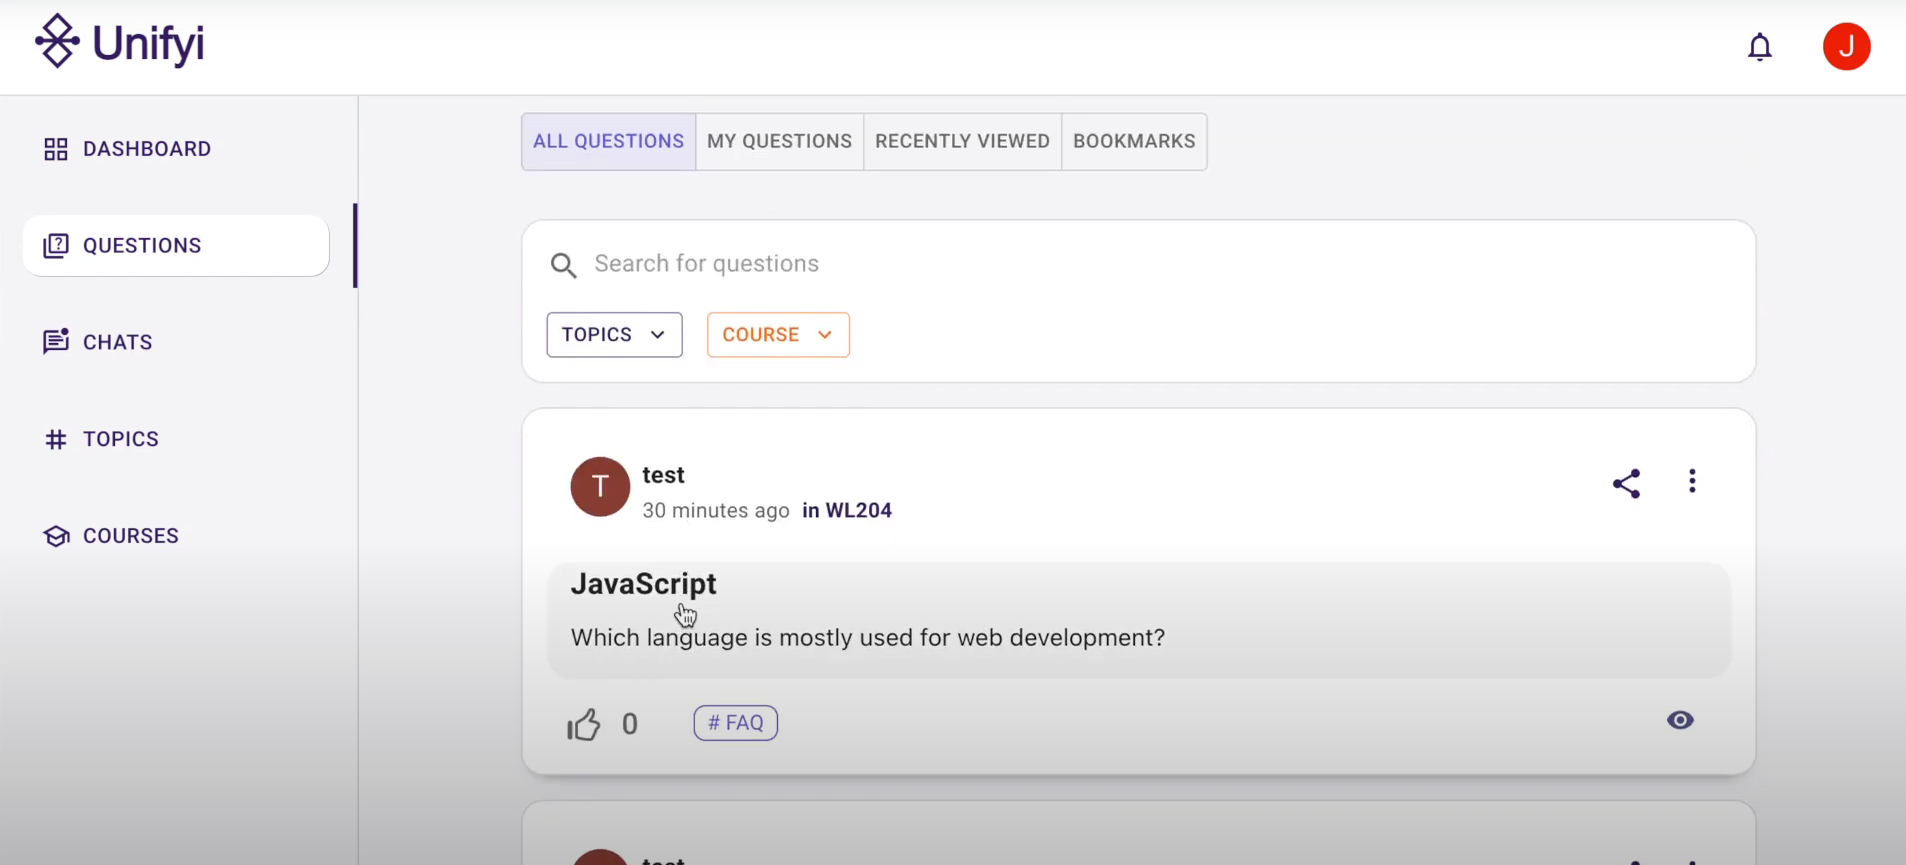 Unifyi
J
DASHBOARD
QUESTIONS
CHATS
TOPICS
COURSES
ALL QUESTIONS MY QUESTIONS RECENTLY VIEWED BOOKMARKS
Search for questions
TOPICS COURSE
T
test
30 minutes ago in WL204
JavaScript
Which language is mostly used for web development?
0 # FAQ
test